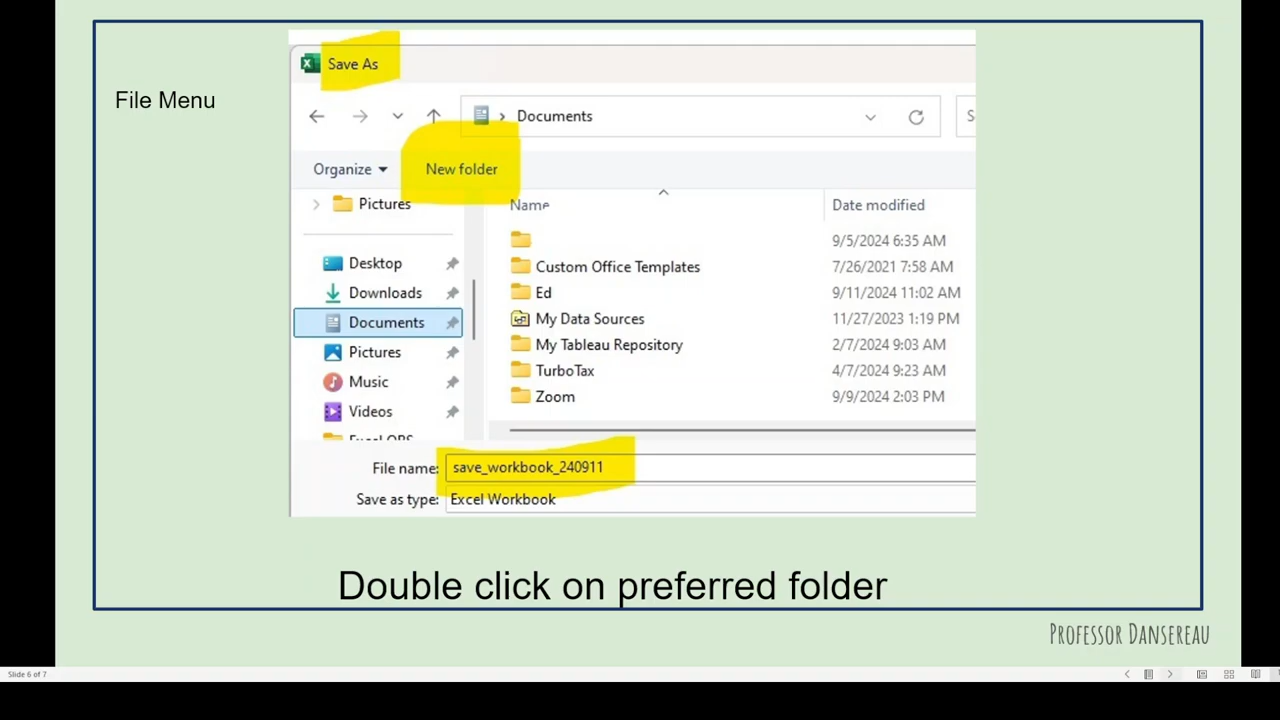 File Menu
Save As
Documents
S
Organize
New folder
Pictures
Desktop
Downloads
Documents
Pictures
Music
Videos
Excel OBS
Name
Date modified
9/5/2024 6:35 AM
Custom Office Templates 7/26/2021 7:58 AM
Ed 9/11/2024 11:02 AM
My Data Sources 11/27/2023 1:19 PM
My Tableau Repository 2/7/2024 9:03 AM
TurboTax 4/7/2024 9:23 AM
Zoom 9/9/2024 2:03 PM
File name: save_workbook_240911
Save as type: Excel Workbook
Double click on preferred folder
Professor Dansereau
Slide 6 of 7